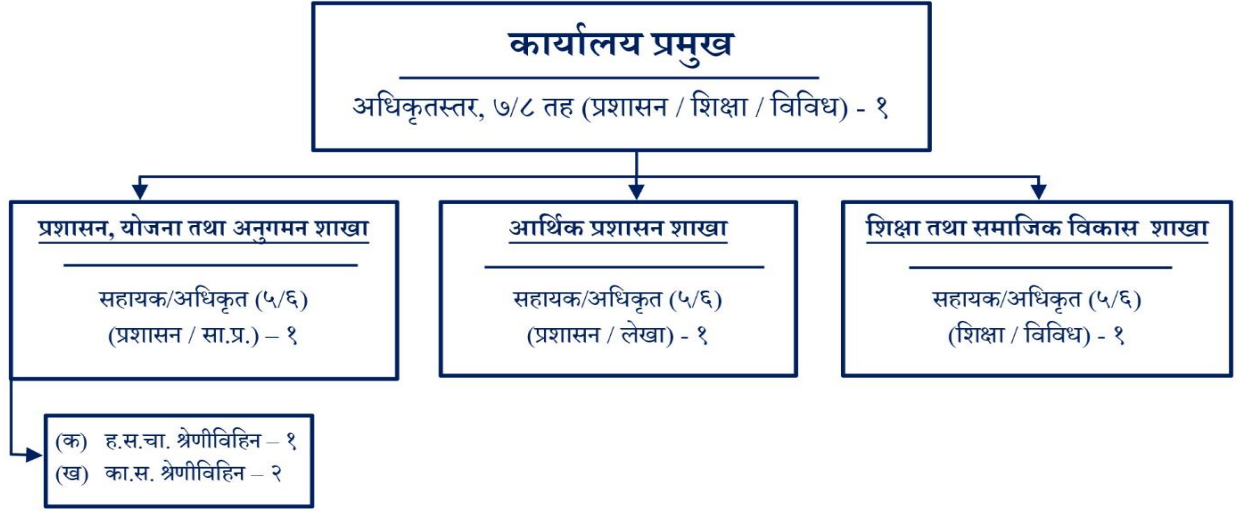 कार्यालय प्रमुख
अधिकृतस्तर, ७/८ तह (प्रशासन / शिक्षा / विविध) - १
प्रशासन, योजना तथा अनुगमन शाखा
सहायक/अधिकृत (५/६)
(प्रशासन / सा.प्र.) – १
आर्थिक प्रशासन शाखा
सहायक/अधिकृत (५/६)
(प्रशासन / लेखा) - १
शिक्षा तथा समाजिक विकास शाखा
सहायक/अधिकृत (५/६)
(शिक्षा / विविध) - १
(क) ह.स.चा. श्रेणीविहिन – १
(ख) का.स. श्रेणीविहिन – २